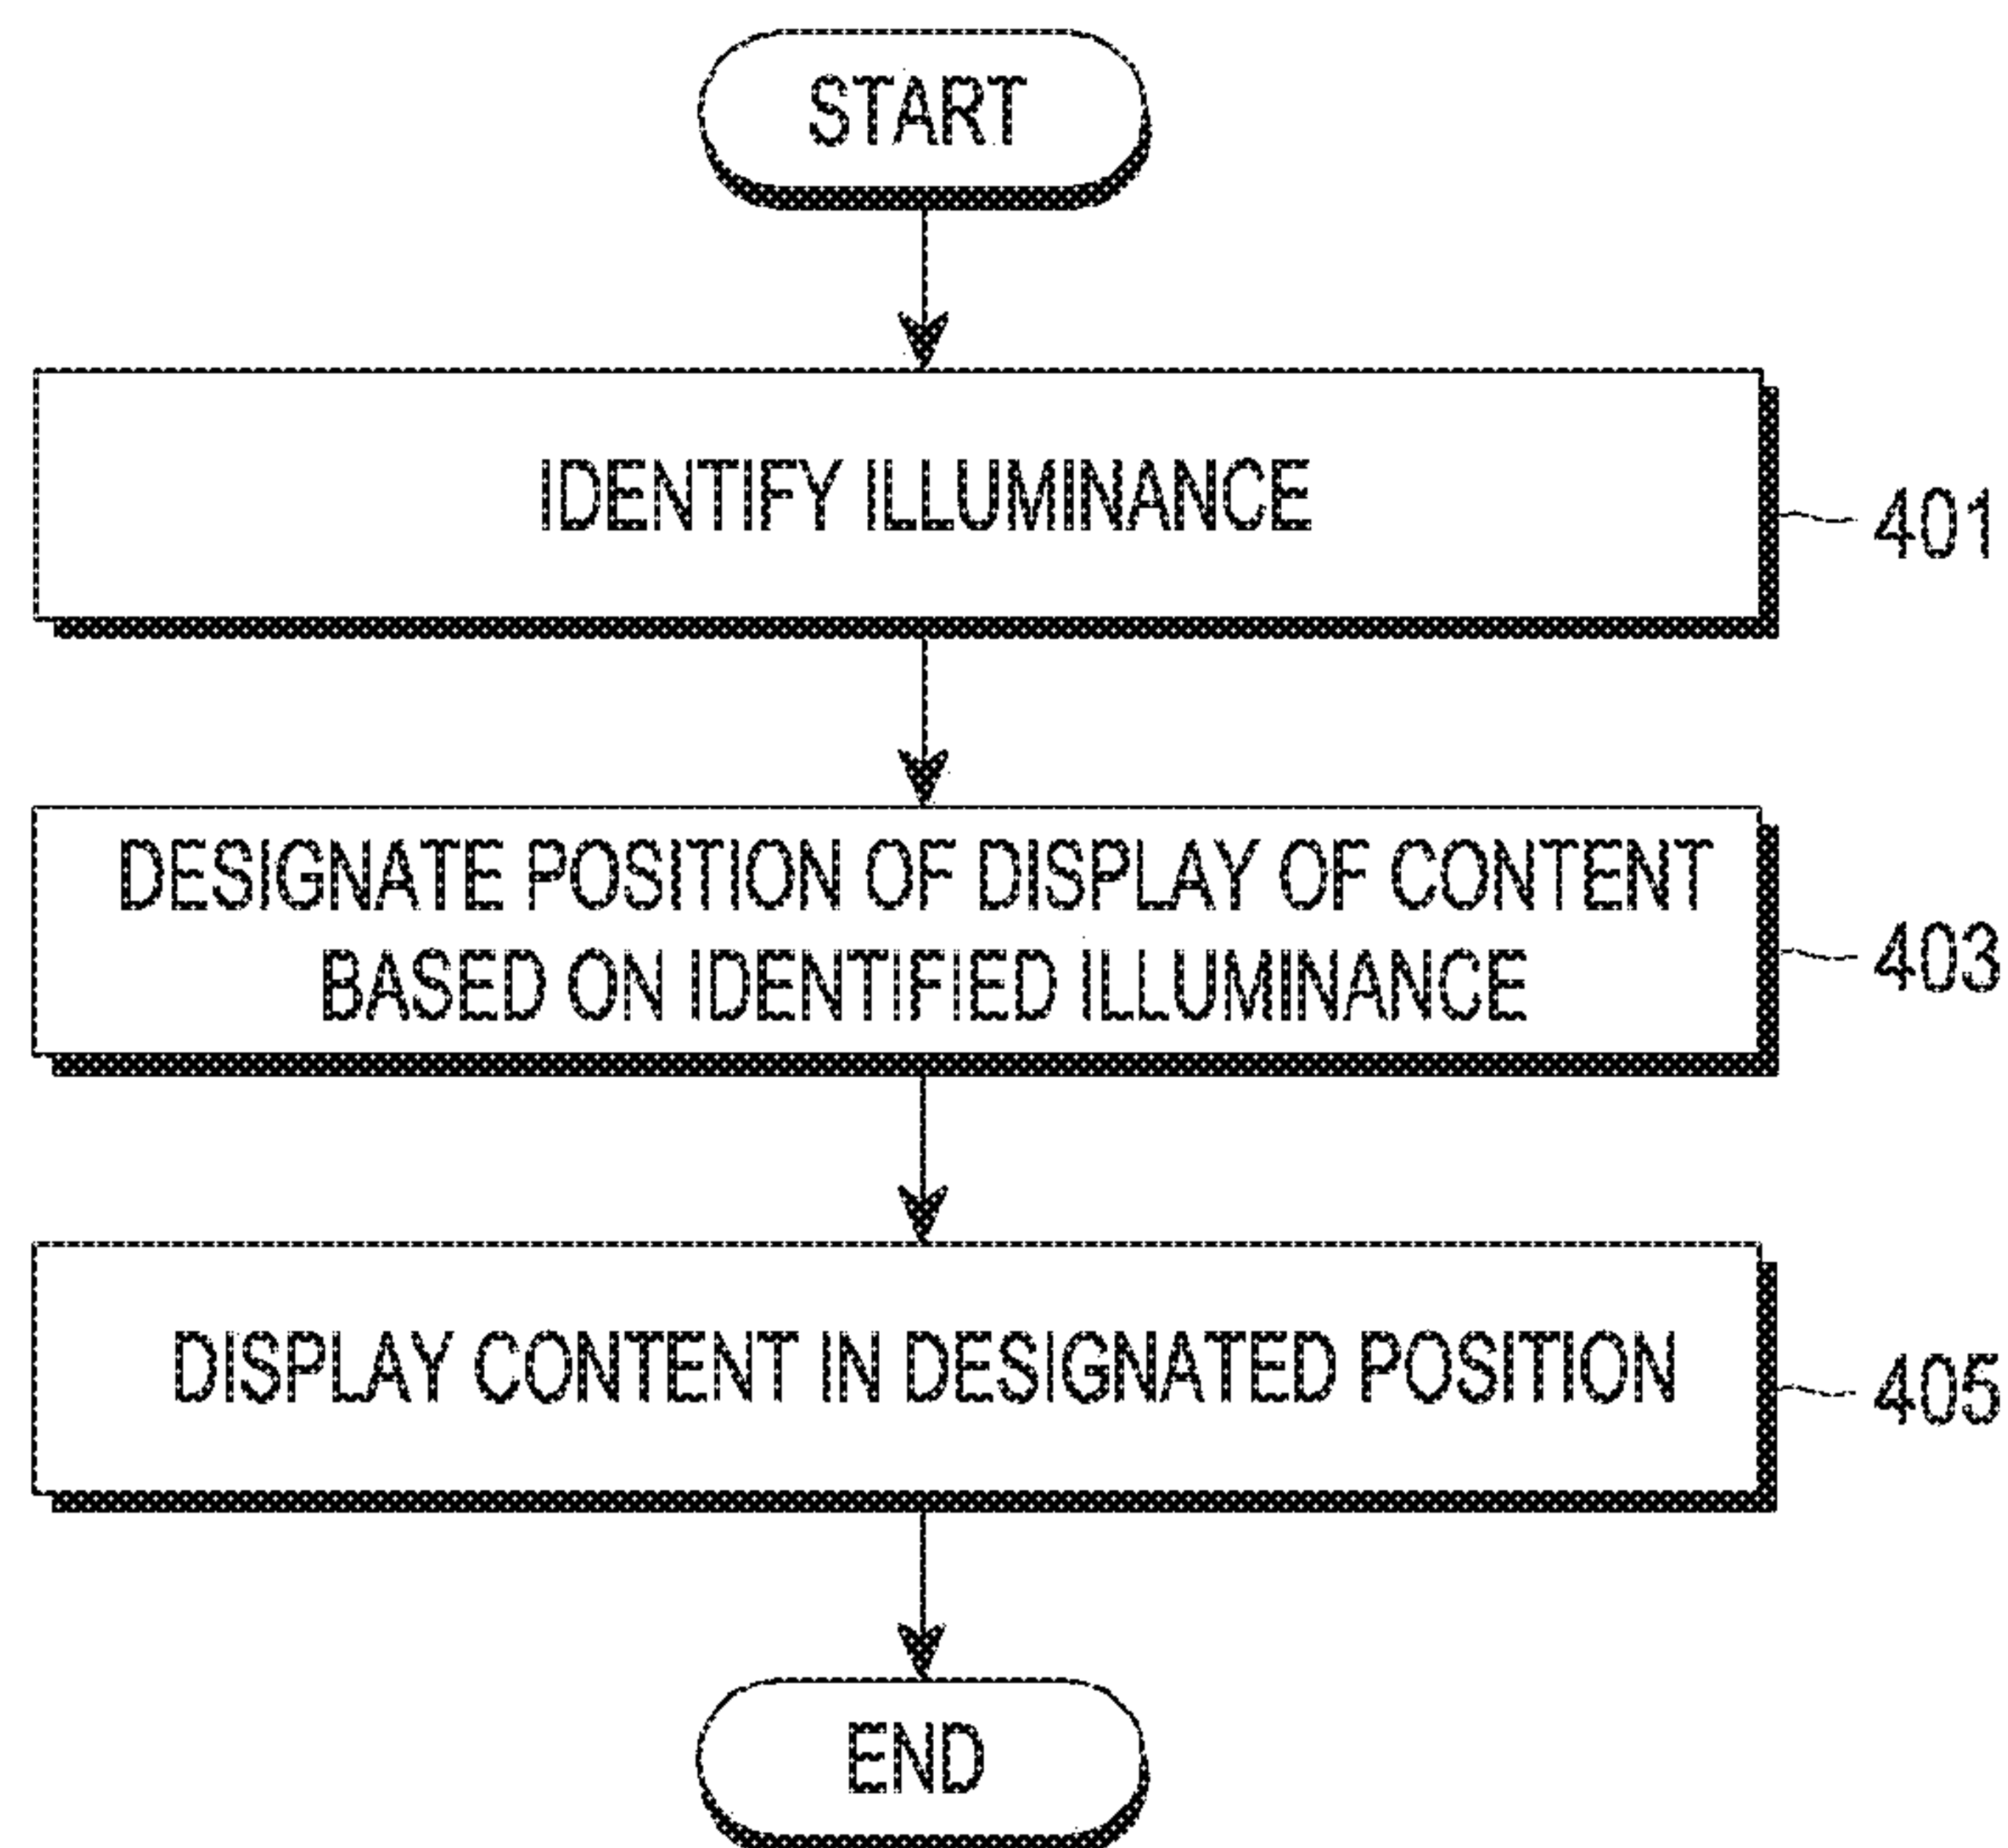 START
IDENTIFY ILLUMINANCE
401
DESIGNATE POSITION OF DISPLAY OF CONTENT
BASED ON IDENTIFIED ILLUMINANCE
403
DISPLAY CONTENT IN DESIGNATED POSITION
405
END